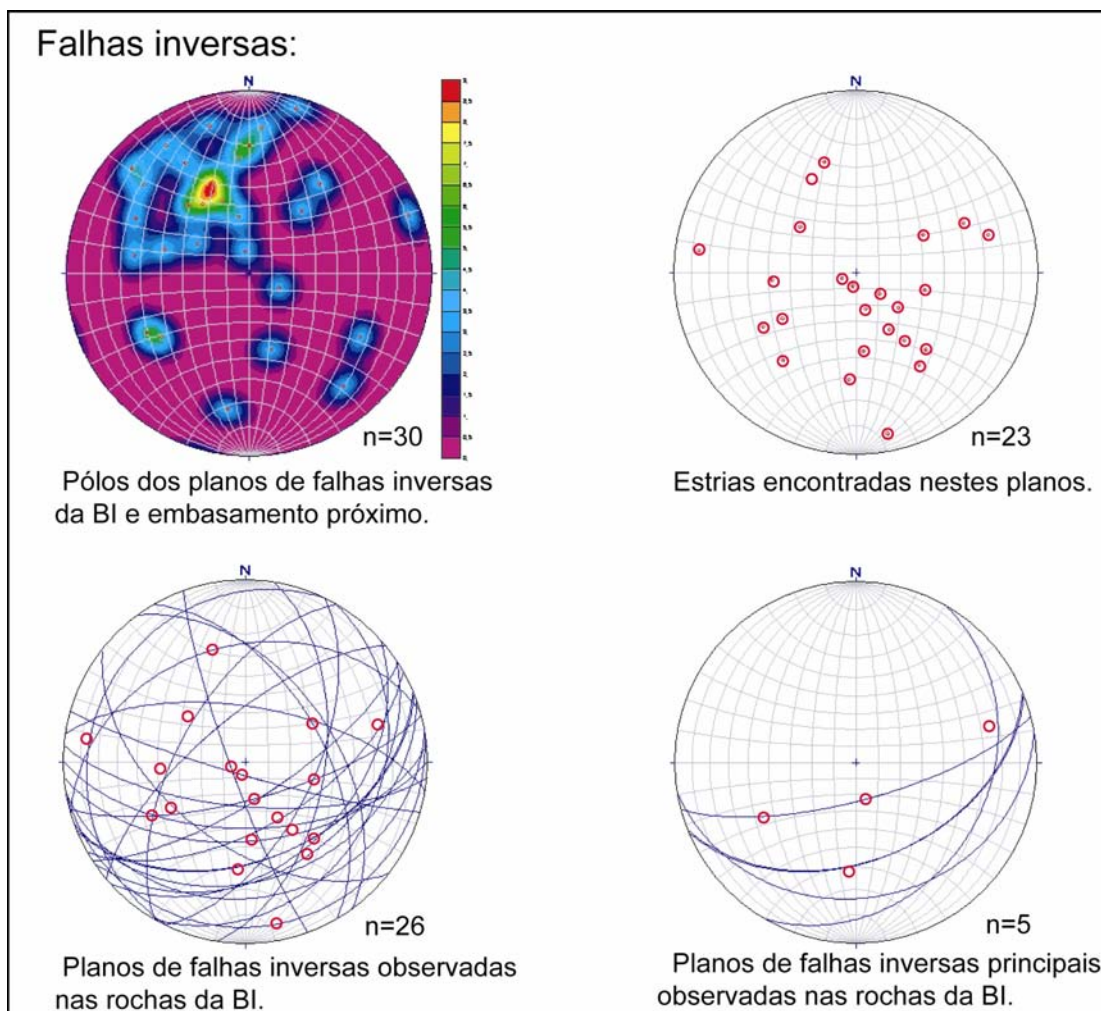 Falhas inversas:
N
N
n=30
n=23
Pólos dos planos de falhas inversas
da BI e embasamento próximo.
Estrias encontradas nestes planos.
N
N
n=26
n=5
Planos de falhas inversas observadas
nas rochas da BI.
Planos de falhas inversas principais
observadas nas rochas da BI.